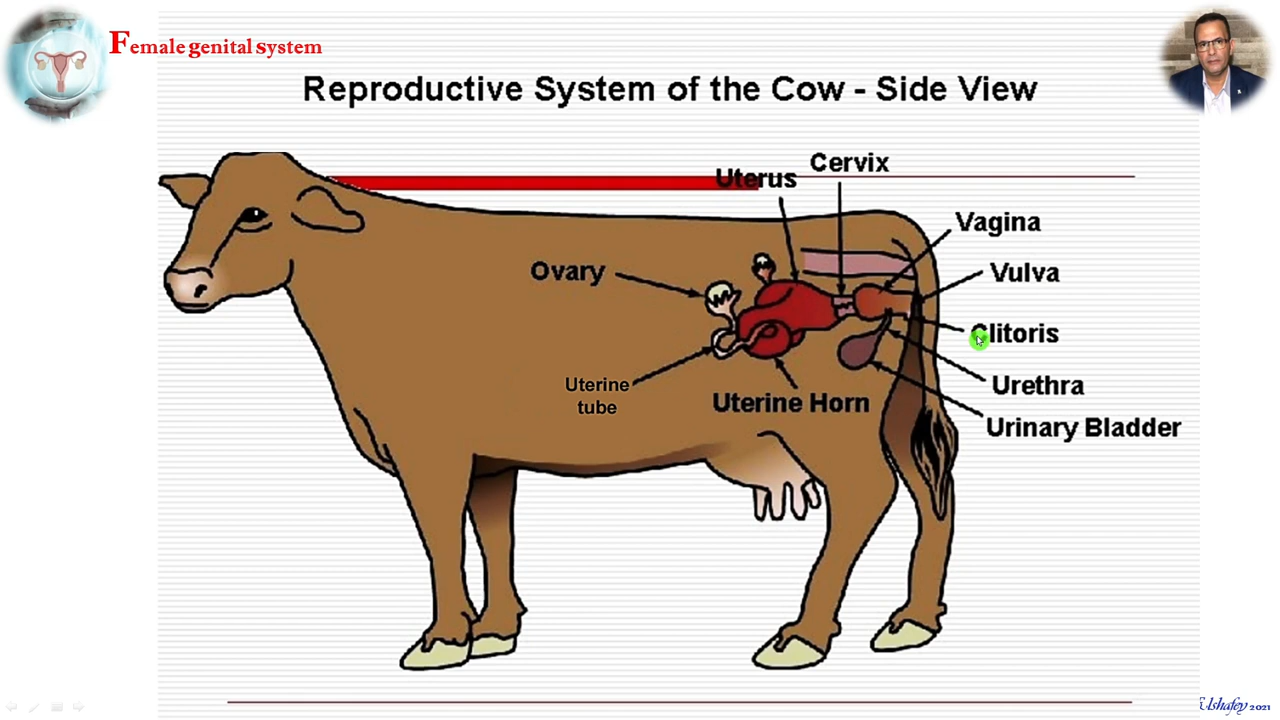 Female genital system
Reproductive System of the Cow - Side View
Cervix
Uterus
Vagina
Ovary
Vulva
Clitoris
Uterine
tube
Urethra
Uterine Horn
Urinary Bladder
Elshafey 2021